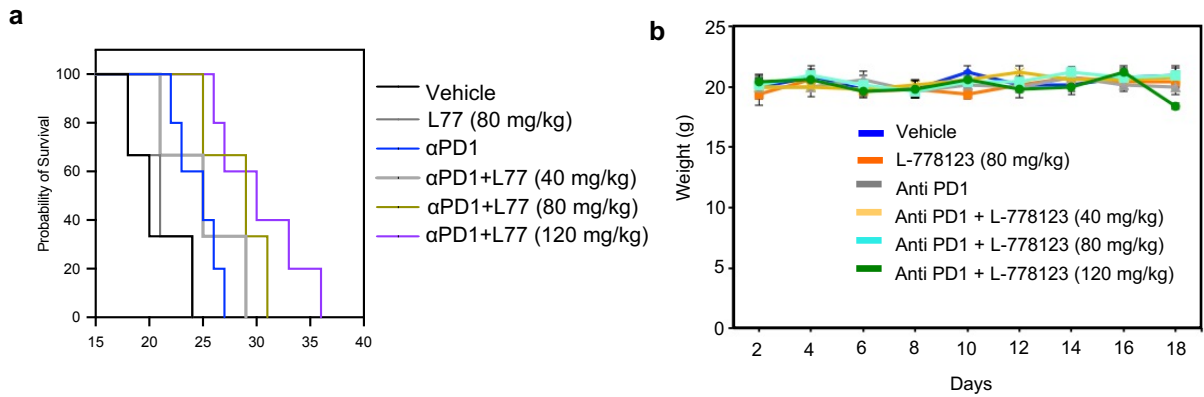 a
Probability of Survival
100
80
60
40
20
0
15 20 25 30 35 40
Vehicle
L77 (80 mg/kg)
αPD1
αPD1+L77 (40 mg/kg)
αPD1+L77 (80 mg/kg)
αPD1+L77 (120 mg/kg)
b
Weight (g)
25
20
15
10
5
0
2 4 6 8 10 12 14 16 18
Days
Vehicle
L-778123 (80 mg/kg)
Anti PD1
Anti PD1 + L-778123 (40 mg/kg)
Anti PD1 + L-778123 (80 mg/kg)
Anti PD1 + L-778123 (120 mg/kg)